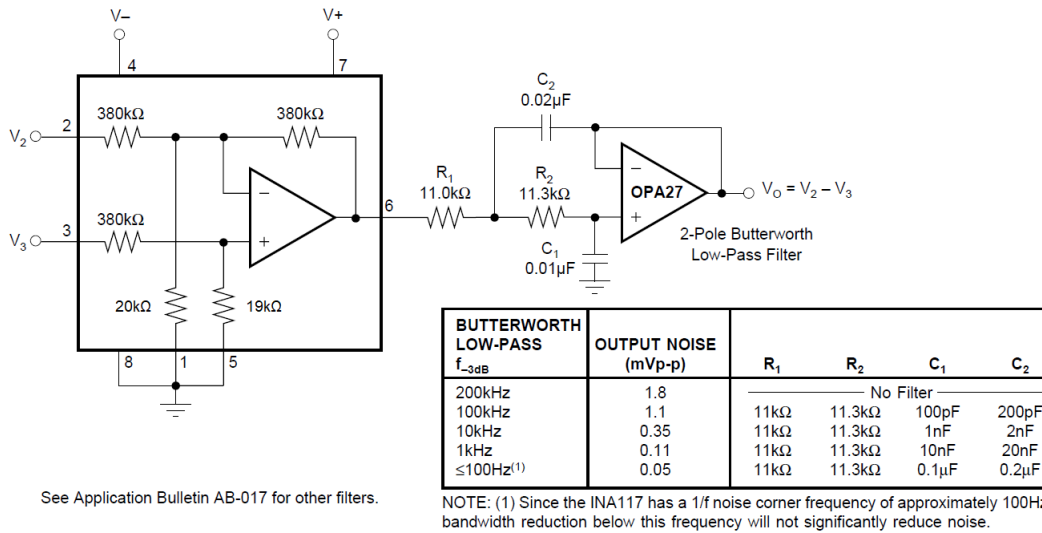 V–
V+
4
7
380kΩ
380kΩ
V2
2
380kΩ
V3
3
–
+
6
20kΩ
19kΩ
8
1
5
R1
11.0kΩ
R2
11.3kΩ
C2
0.02µF
C1
0.01µF
–
+
OPA27
VO = V2 – V3
2-Pole Butterworth
Low-Pass Filter
BUTTERWORTH
LOW-PASS
f–3dB
OUTPUT NOISE
(mVp-p)
R1 R2 C1 C2
200kHz 1.8 No Filter
100kHz 1.1 11kΩ 11.3kΩ 100pF 200pF
10kHz 0.35 11kΩ 11.3kΩ 1nF 2nF
1kHz 0.11 11kΩ 11.3kΩ 10nF 20nF
≤100Hz(1) 0.05 11kΩ 11.3kΩ 0.1µF 0.2µF
See Application Bulletin AB-017 for other filters.
NOTE: (1) Since the INA117 has a 1/f noise corner frequency of approximately 100Hz
bandwidth reduction below this frequency will not significantly reduce noise.